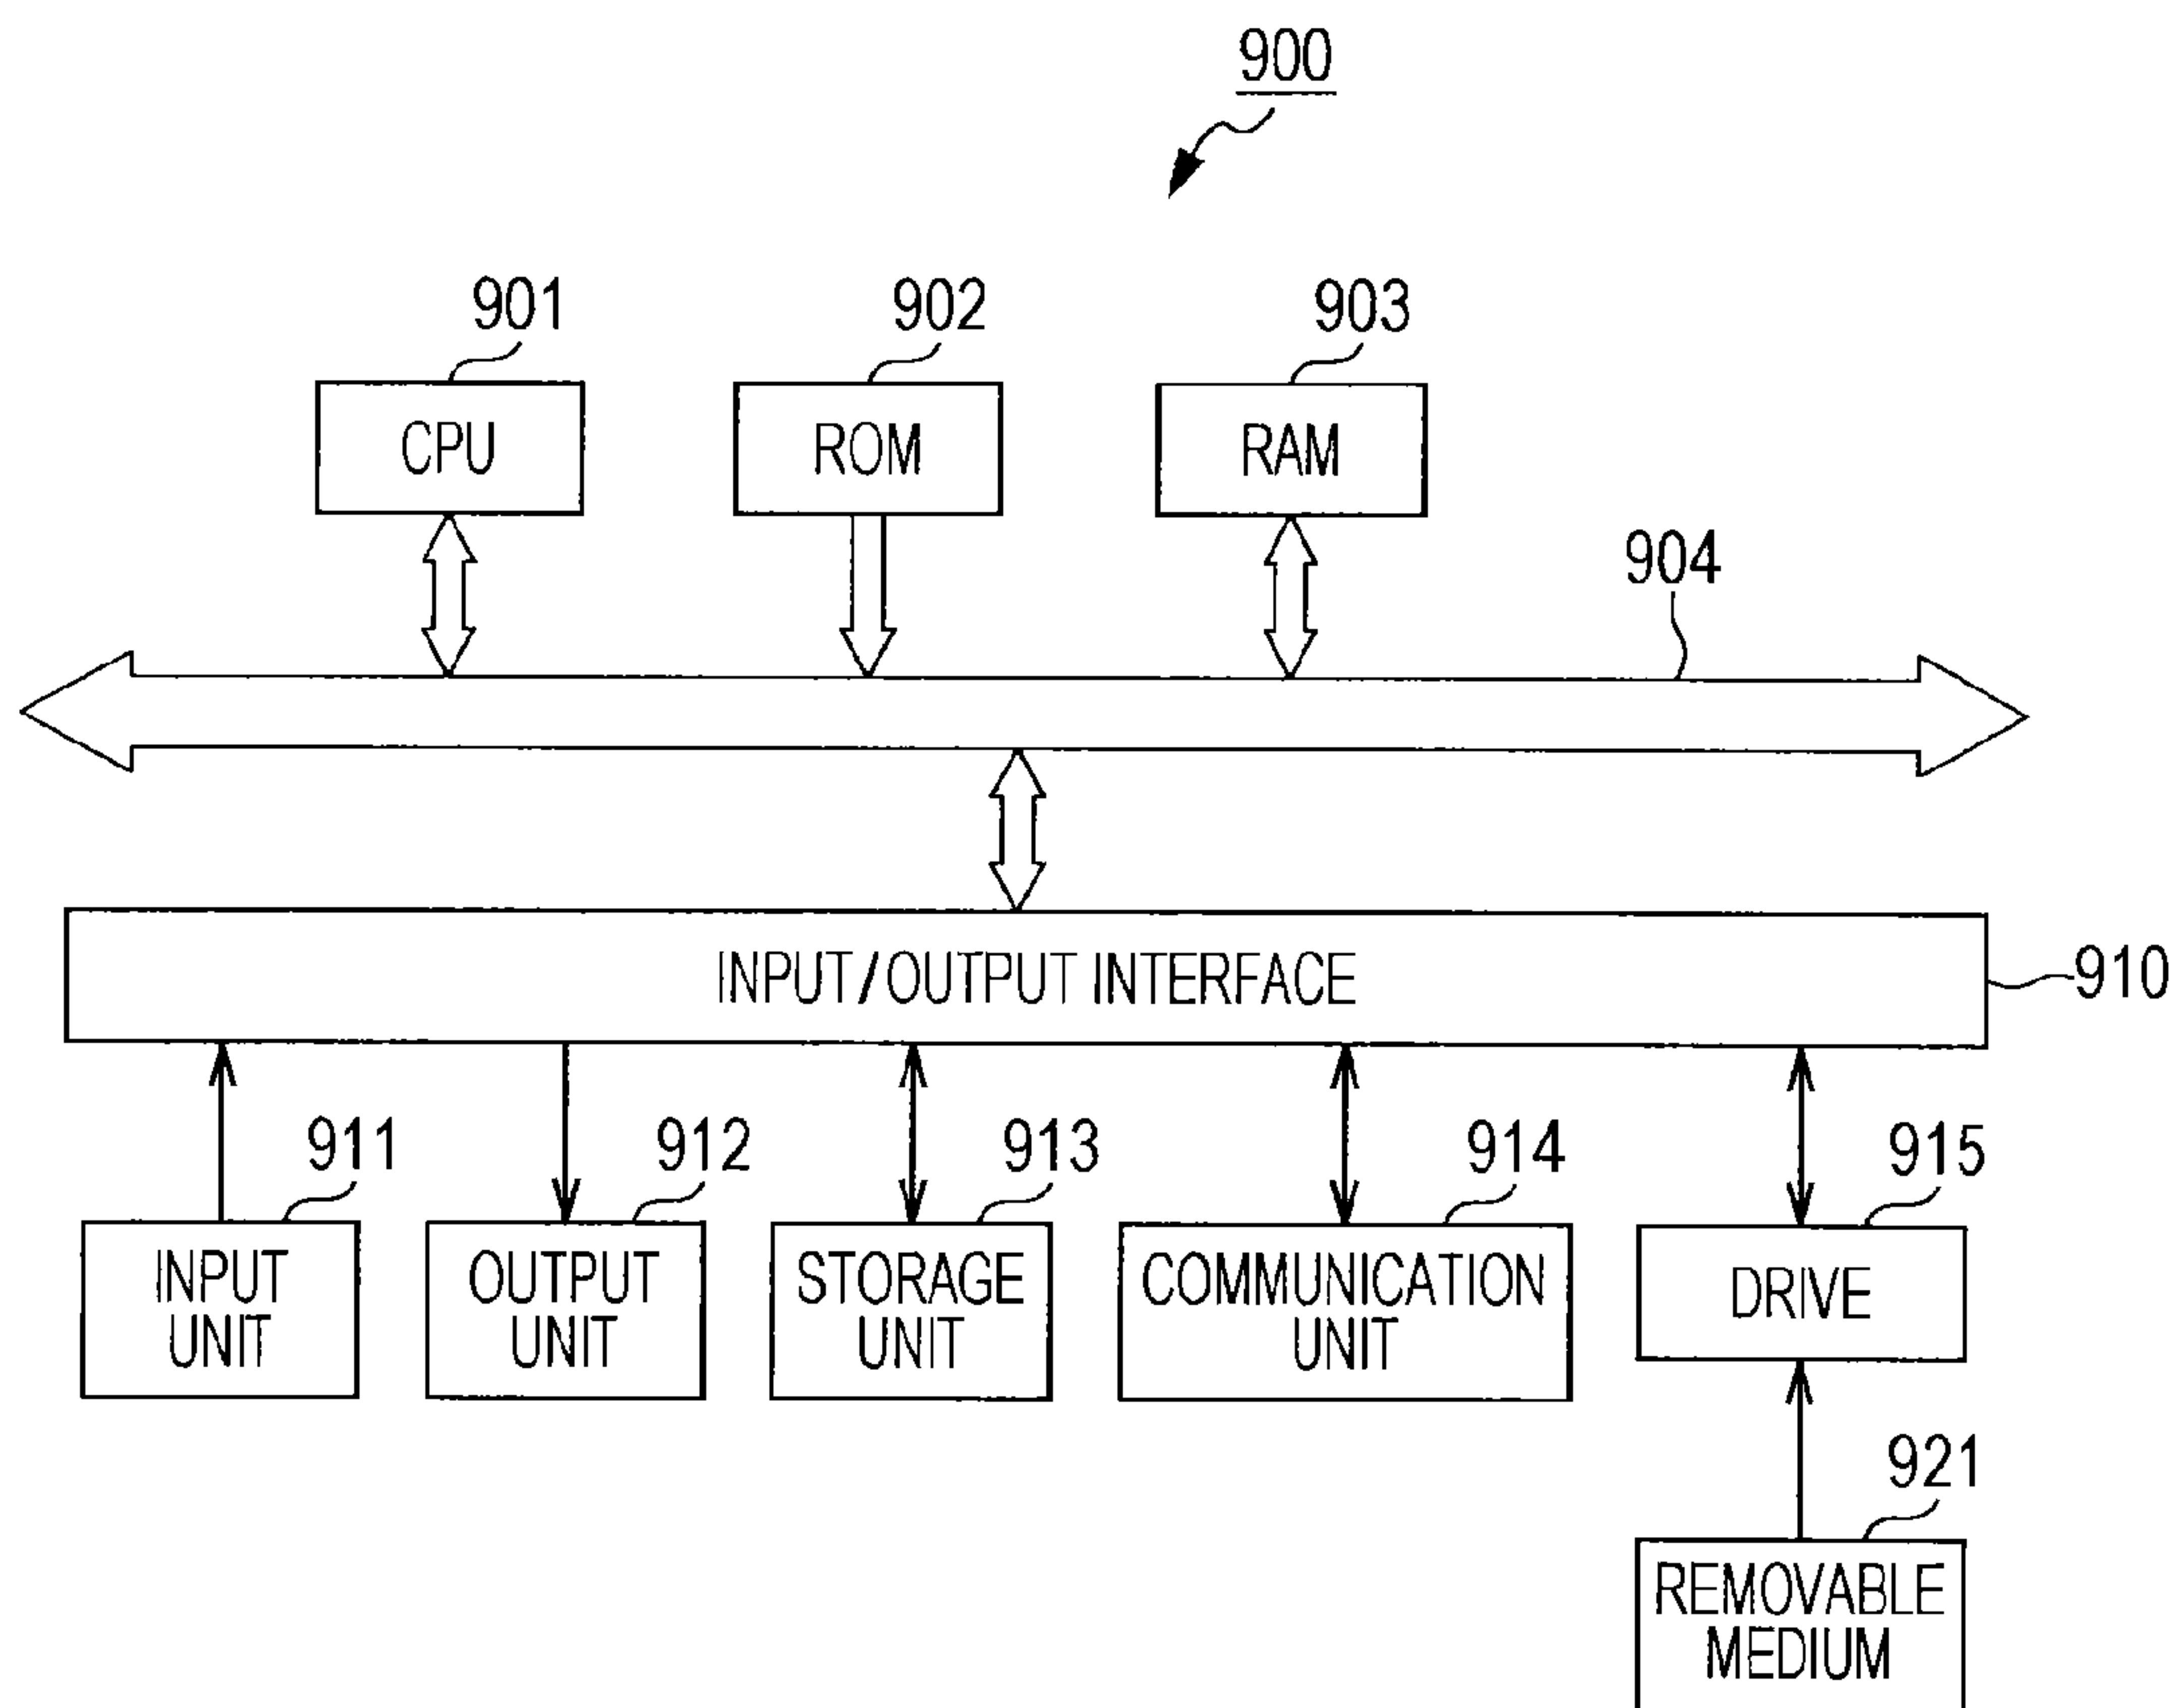 900
901
902
903
CPU
ROM
RAM
904
INPUT/OUTPUT INTERFACE
910
911
912
913
914
915
INPUT
UNIT
OUTPUT
UNIT
STORAGE
UNIT
COMMUNICATION
UNIT
DRIVE
921
REMOVABLE
MEDIUM